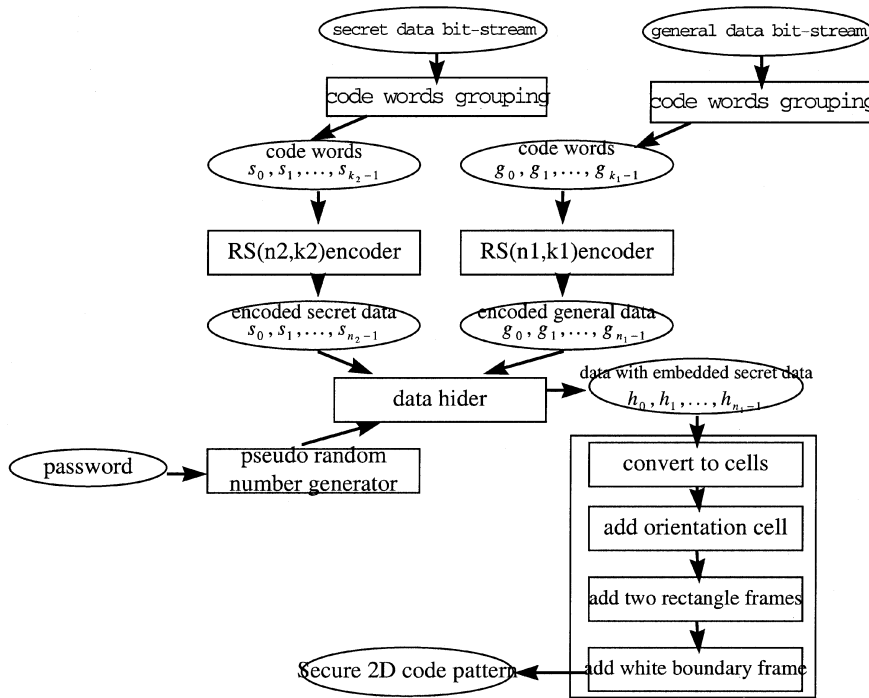 secret data bit-stream
general data bit-stream
code words grouping
code words grouping
code words
s₀, s₁, ..., sₖ₂₋₁
code words
g₀, g₁, ..., gₖ₁₋₁
RS(n2,k2)encoder
RS(n1,k1)encoder
encoded secret data
s₀, s₁, ..., sₙ₂₋₁
encoded general data
g₀, g₁, ..., gₙ₁₋₁
data hider
data with embedded secret data
h₀, h₁, ..., hₙ₁₋₁
password
pseudo random
number generator
convert to cells
add orientation cell
add two rectangle frames
add white boundary frame
Secure 2D code pattern